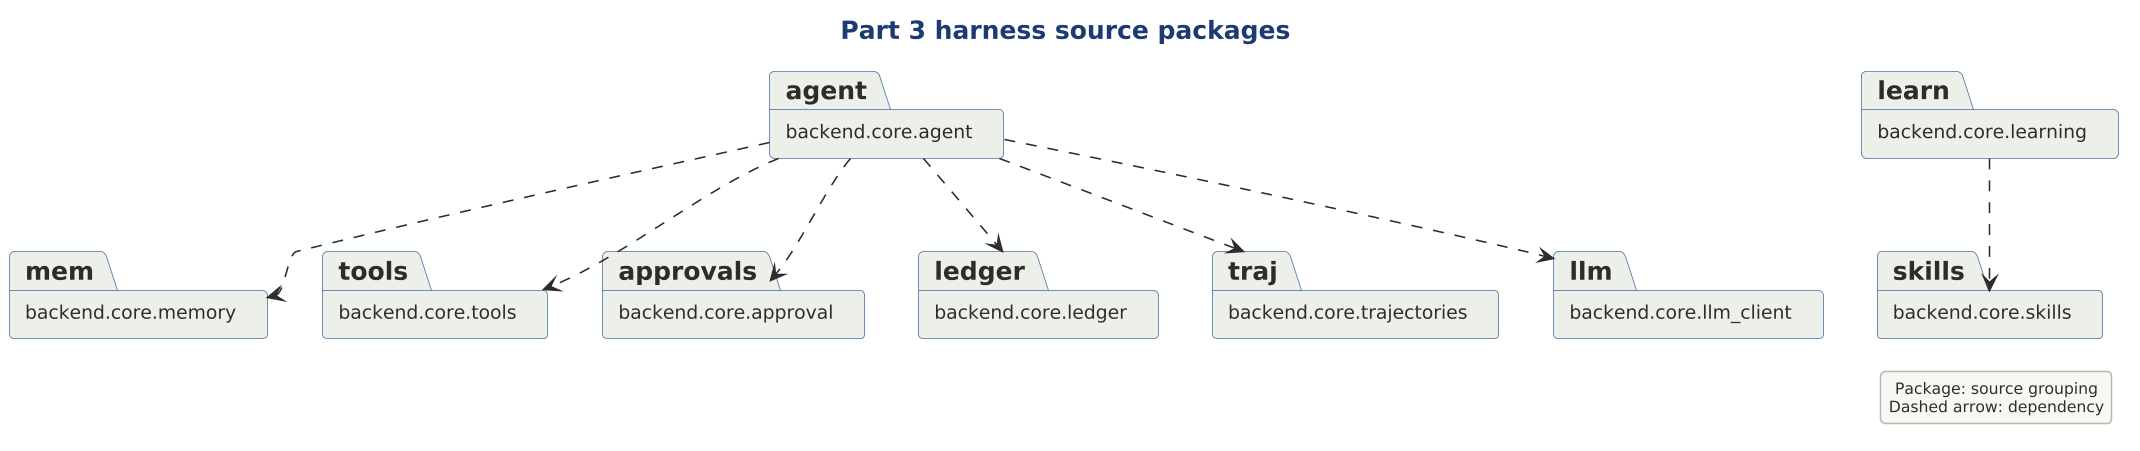 Part 3 harness source packages
agent
backend.core.agent
learn
backend.core.learning
mem
backend.core.memory
tools
backend.core.tools
approvals
backend.core.approval
ledger
backend.core.ledger
traj
backend.core.trajectories
llm
backend.core.llm_client
skills
backend.core.skills
Package: source grouping
Dashed arrow: dependency